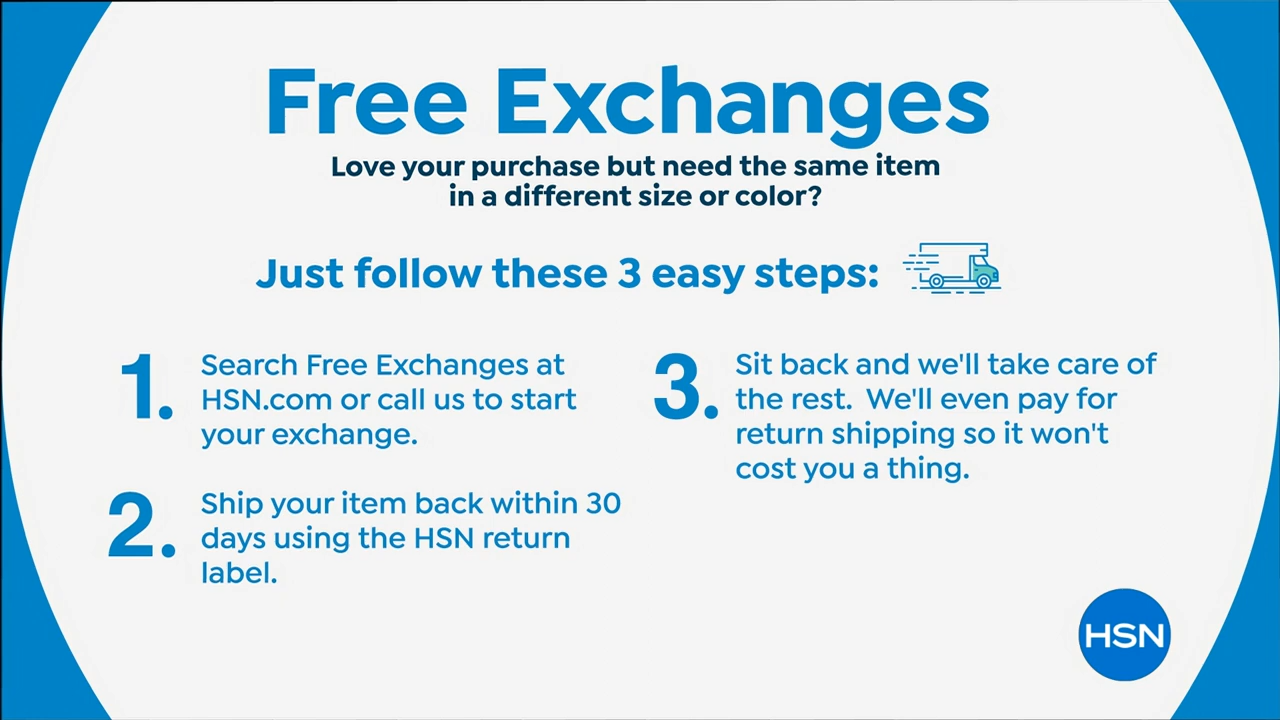 Free Exchanges
Love your purchase but need the same item
in a different size or color?
Just follow these 3 easy steps:
1. Search Free Exchanges at
HSN.com or call us to start
your exchange.
2. Ship your item back within 30
days using the HSN return
label.
3. Sit back and we'll take care of
the rest.  We'll even pay for
return shipping so it won't
cost you a thing.
HSN